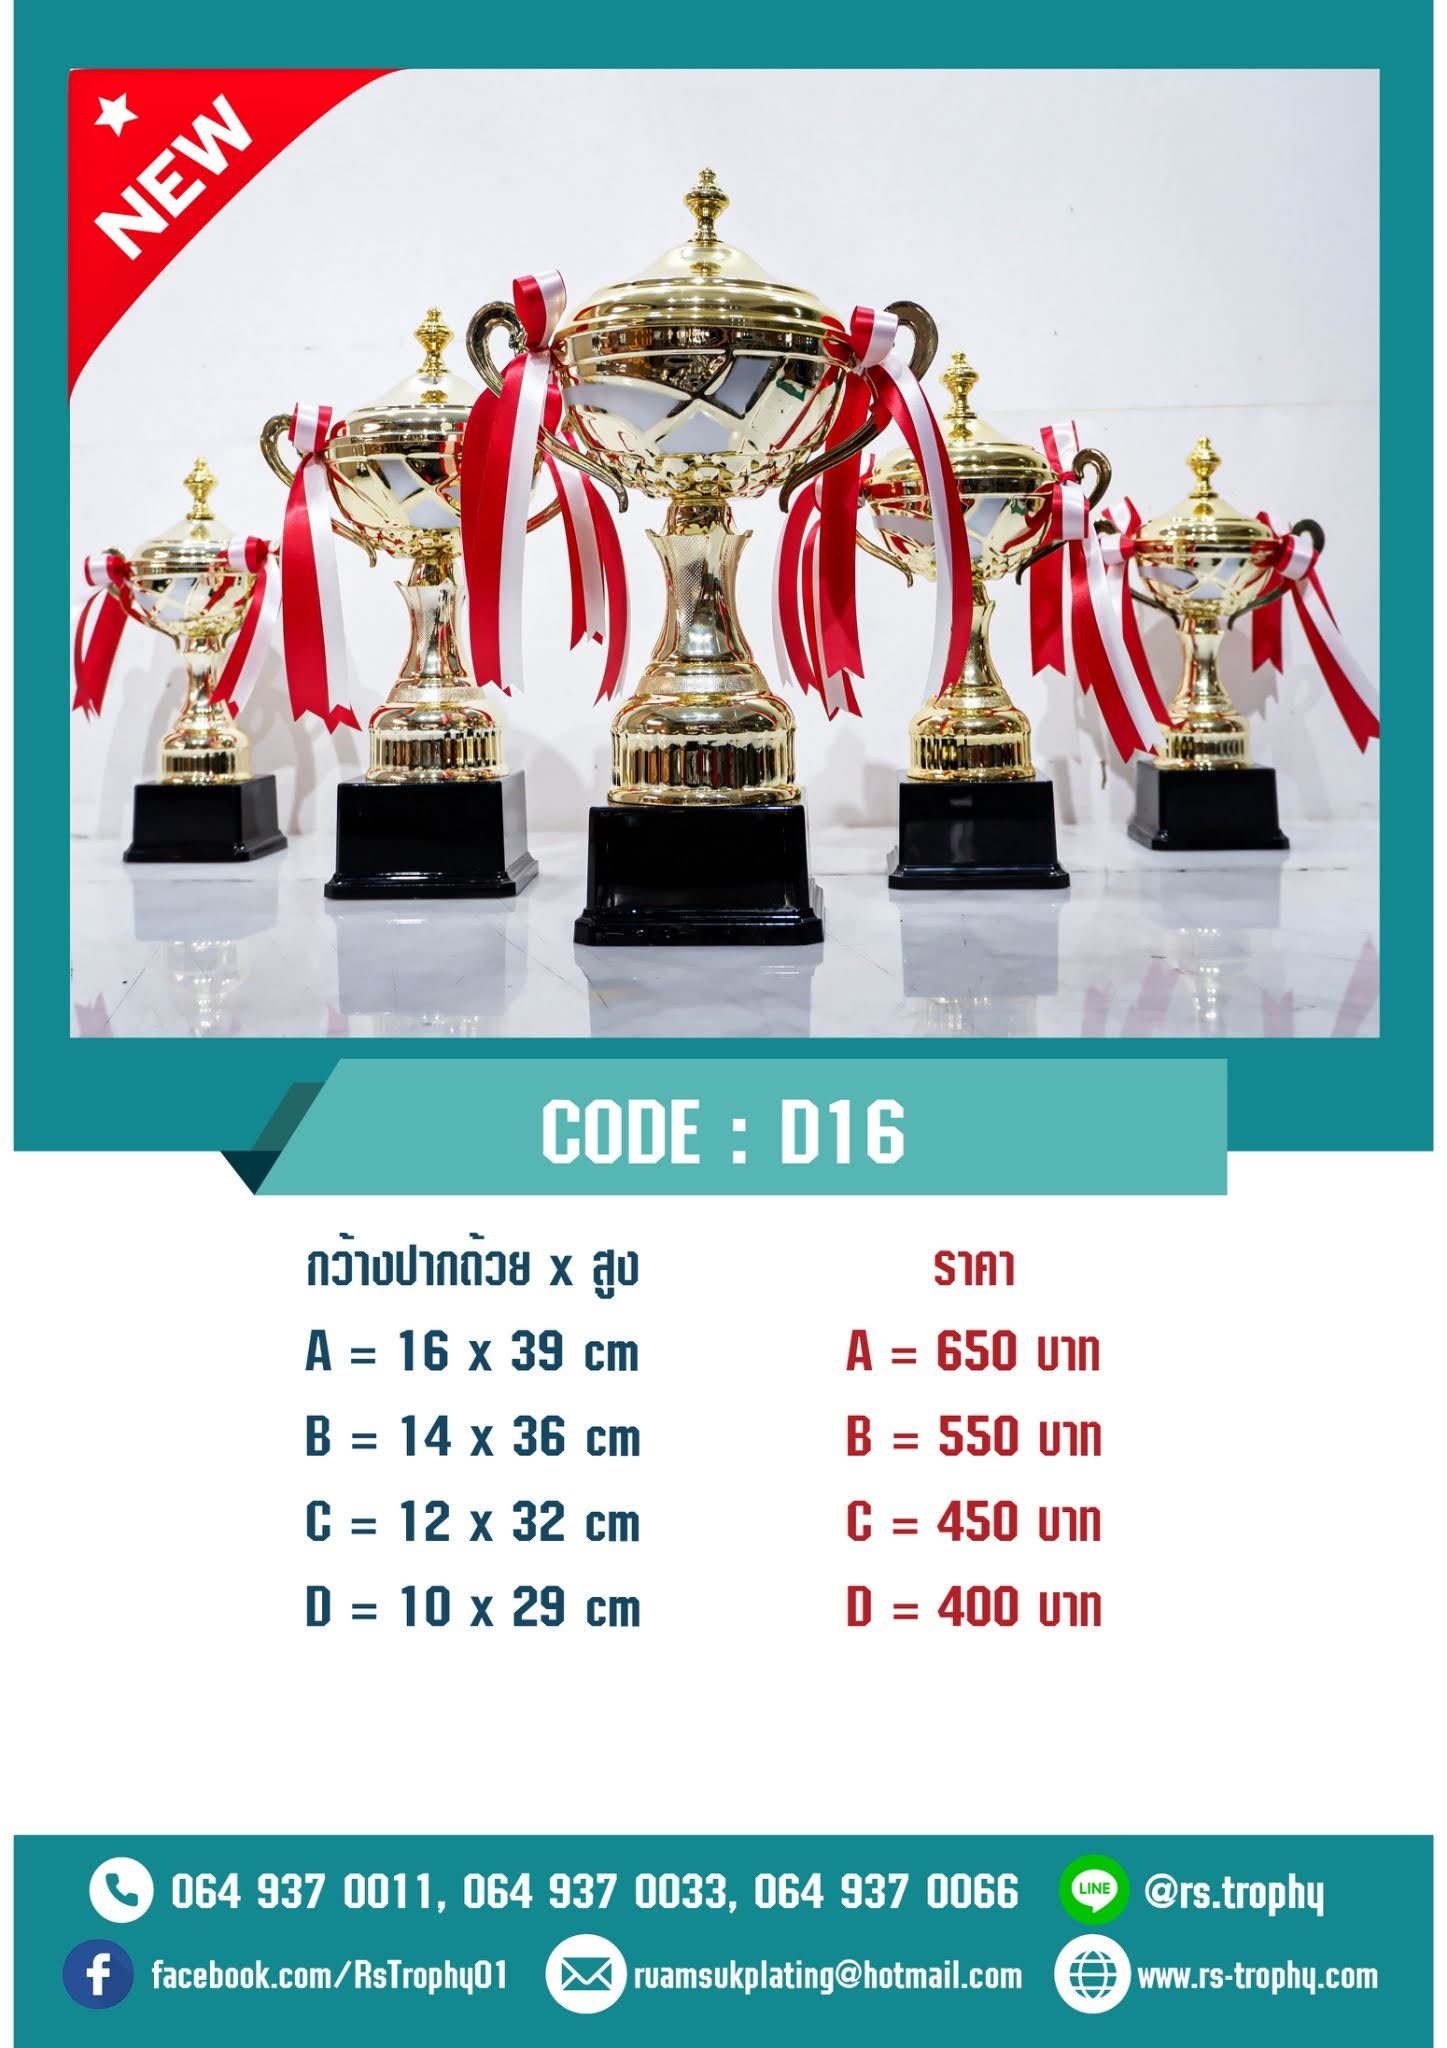 NEW
CODE : D16
กว้างปากถ้วย x สูง
ราคา
A = 16 x 39 cm
A = 650 บาท
B = 14 x 36 cm
B = 550 บาท
C = 12 x 32 cm
C = 450 บาท
D = 10 x 29 cm
D = 400 บาท
064 937 0011, 064 937 0033, 064 937 0066
LINE
@rs.trophy
f
facebook.com/RsTrophy01
ruamsukplating@hotmail.com
www.rs-trophy.com